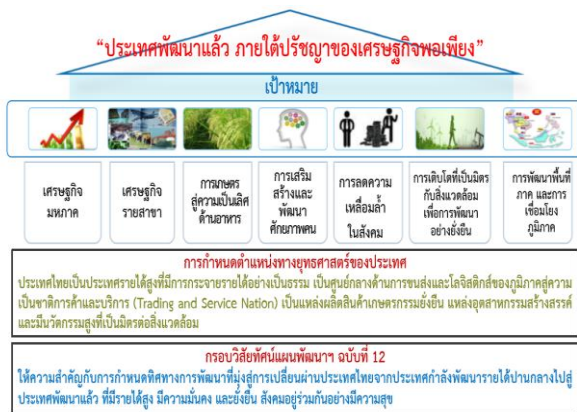 “ประเทศพัฒนาแล้ว ภายใต้ปรัชญาของเศรษฐกิจพอเพียง”
เป้าหมาย
เศรษฐกิจ
มหภาค
เศรษฐกิจ
รายสาขา
การเกษตร
สู่ความเป็นเลิศ
ด้านอาหาร
การเสริม
สร้างและ
พัฒนา
ศักยภาพคน
การลดความ
เหลื่อมล้ำ
ในสังคม
การเติบโตที่เป็นมิตร
กับสิ่งแวดล้อม
เพื่อการพัฒนา
อย่างยั่งยืน
การพัฒนาพื้นที่
ภาค และการ
เชื่อมโยง
ภูมิภาค
การกำหนดตำแหน่งทางยุทธศาสตร์ของประเทศ
ประเทศไทยเป็นประเทศรายได้สูงที่มีการกระจายรายได้อย่างเป็นธรรม เป็นศูนย์กลางด้านการขนส่งและโลจิสติกส์ของภูมิภาคสู่ความ
เป็นชาติการค้าและบริการ (Trading and Service Nation) เป็นแหล่งผลิตสินค้าเกษตรกรรมยั่งยืน แหล่งอุตสาหกรรมสร้างสรรค์
และมีนวัตกรรมสูงที่เป็นมิตรต่อสิ่งแวดล้อม
กรอบวิสัยทัศน์แผนพัฒนาฯ ฉบับที่ 12
ให้ความสำคัญกับการกำหนดทิศทางการพัฒนาที่มุ่งสู่การเปลี่ยนผ่านประเทศไทยจากประเทศกำลังพัฒนารายได้ปานกลางไปสู่
ประเทศพัฒนาแล้ว ที่มีรายได้สูง มีความมั่นคง และยั่งยืน สังคมอยู่ร่วมกันอย่างมีความสุข